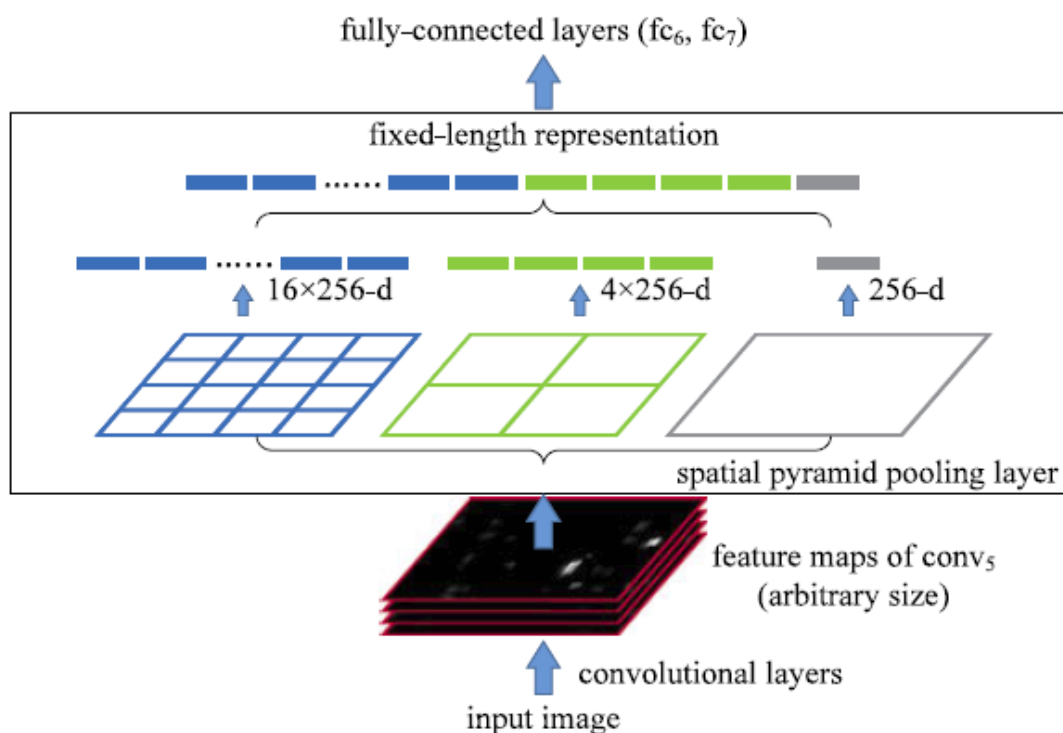 fully-connected layers (fc₆, fc₇)
fixed-length representation
......
......
16×256-d
4×256-d
256-d
spatial pyramid pooling layer
feature maps of conv₅
(arbitrary size)
convolutional layers
input image